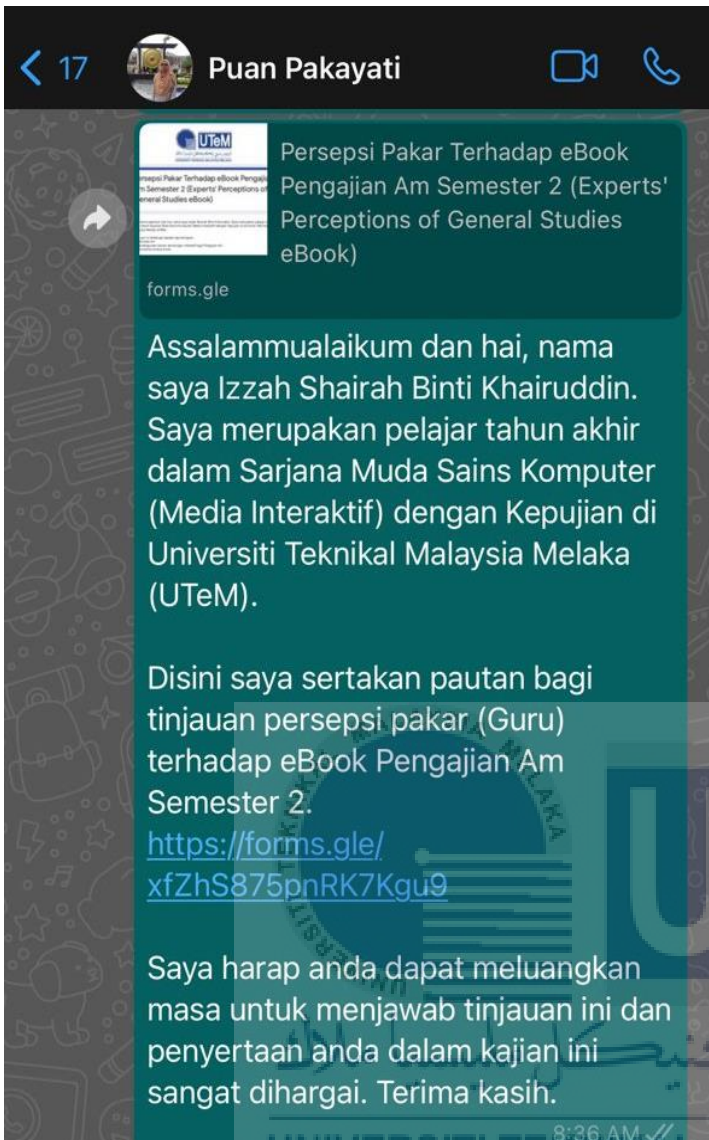 17
Puan Pakayati
UTeM
Persepsi Pakar Terhadap eBook
Pengajian Am Semester 2 (Experts'
Perceptions of General Studies
eBook)
forms.gle
Assalammualaikum dan hai, nama
saya Izzah Shairah Binti Khairuddin.
Saya merupakan pelajar tahun akhir
dalam Sarjana Muda Sains Komputer
(Media Interaktif) dengan Kepujian di
Universiti Teknikal Malaysia Melaka
(UTeM).
Disini saya sertakan pautan bagi
tinjauan persepsi pakar (Guru)
terhadap eBook Pengajian Am
Semester 2.
https://forms.gle/
xfZhS875pnRK7Kgu9
Saya harap anda dapat meluangkan
masa untuk menjawab tinjauan ini dan
penyertaan anda dalam kajian ini
sangat dihargai. Terima kasih.
8:36 AM